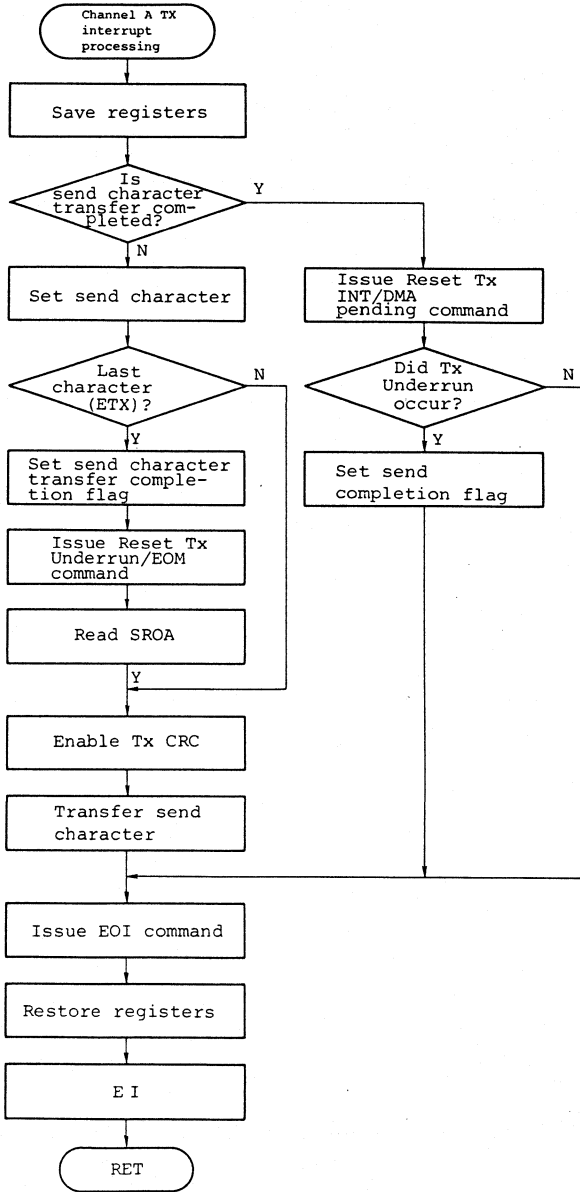 Channel A TX
interrupt
processing
Save registers
Is
send character
transfer com-
pleted?
Y
N
Set send character
Issue Reset Tx
INT/DMA
pending command
Last
character
(ETX)?
N
Y
Did Tx
Underrun
occur?
N
Y
Set send character
transfer comple-
tion flag
Set send
completion flag
Issue Reset Tx
Underrun/EOM
command
Read SROA
Y
Enable Tx CRC
Transfer send
character
Issue EOI command
Restore registers
E I
RET